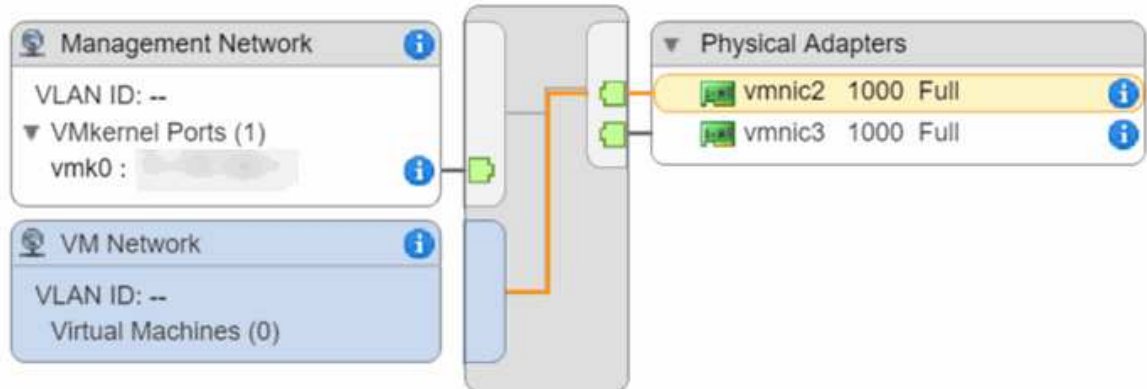 Management Network
VLAN ID: --
VMkernel Ports (1)
vmk0 :
VM Network
VLAN ID: --
Virtual Machines (0)
Physical Adapters
vmnic2 1000 Full
vmnic3 1000 Full